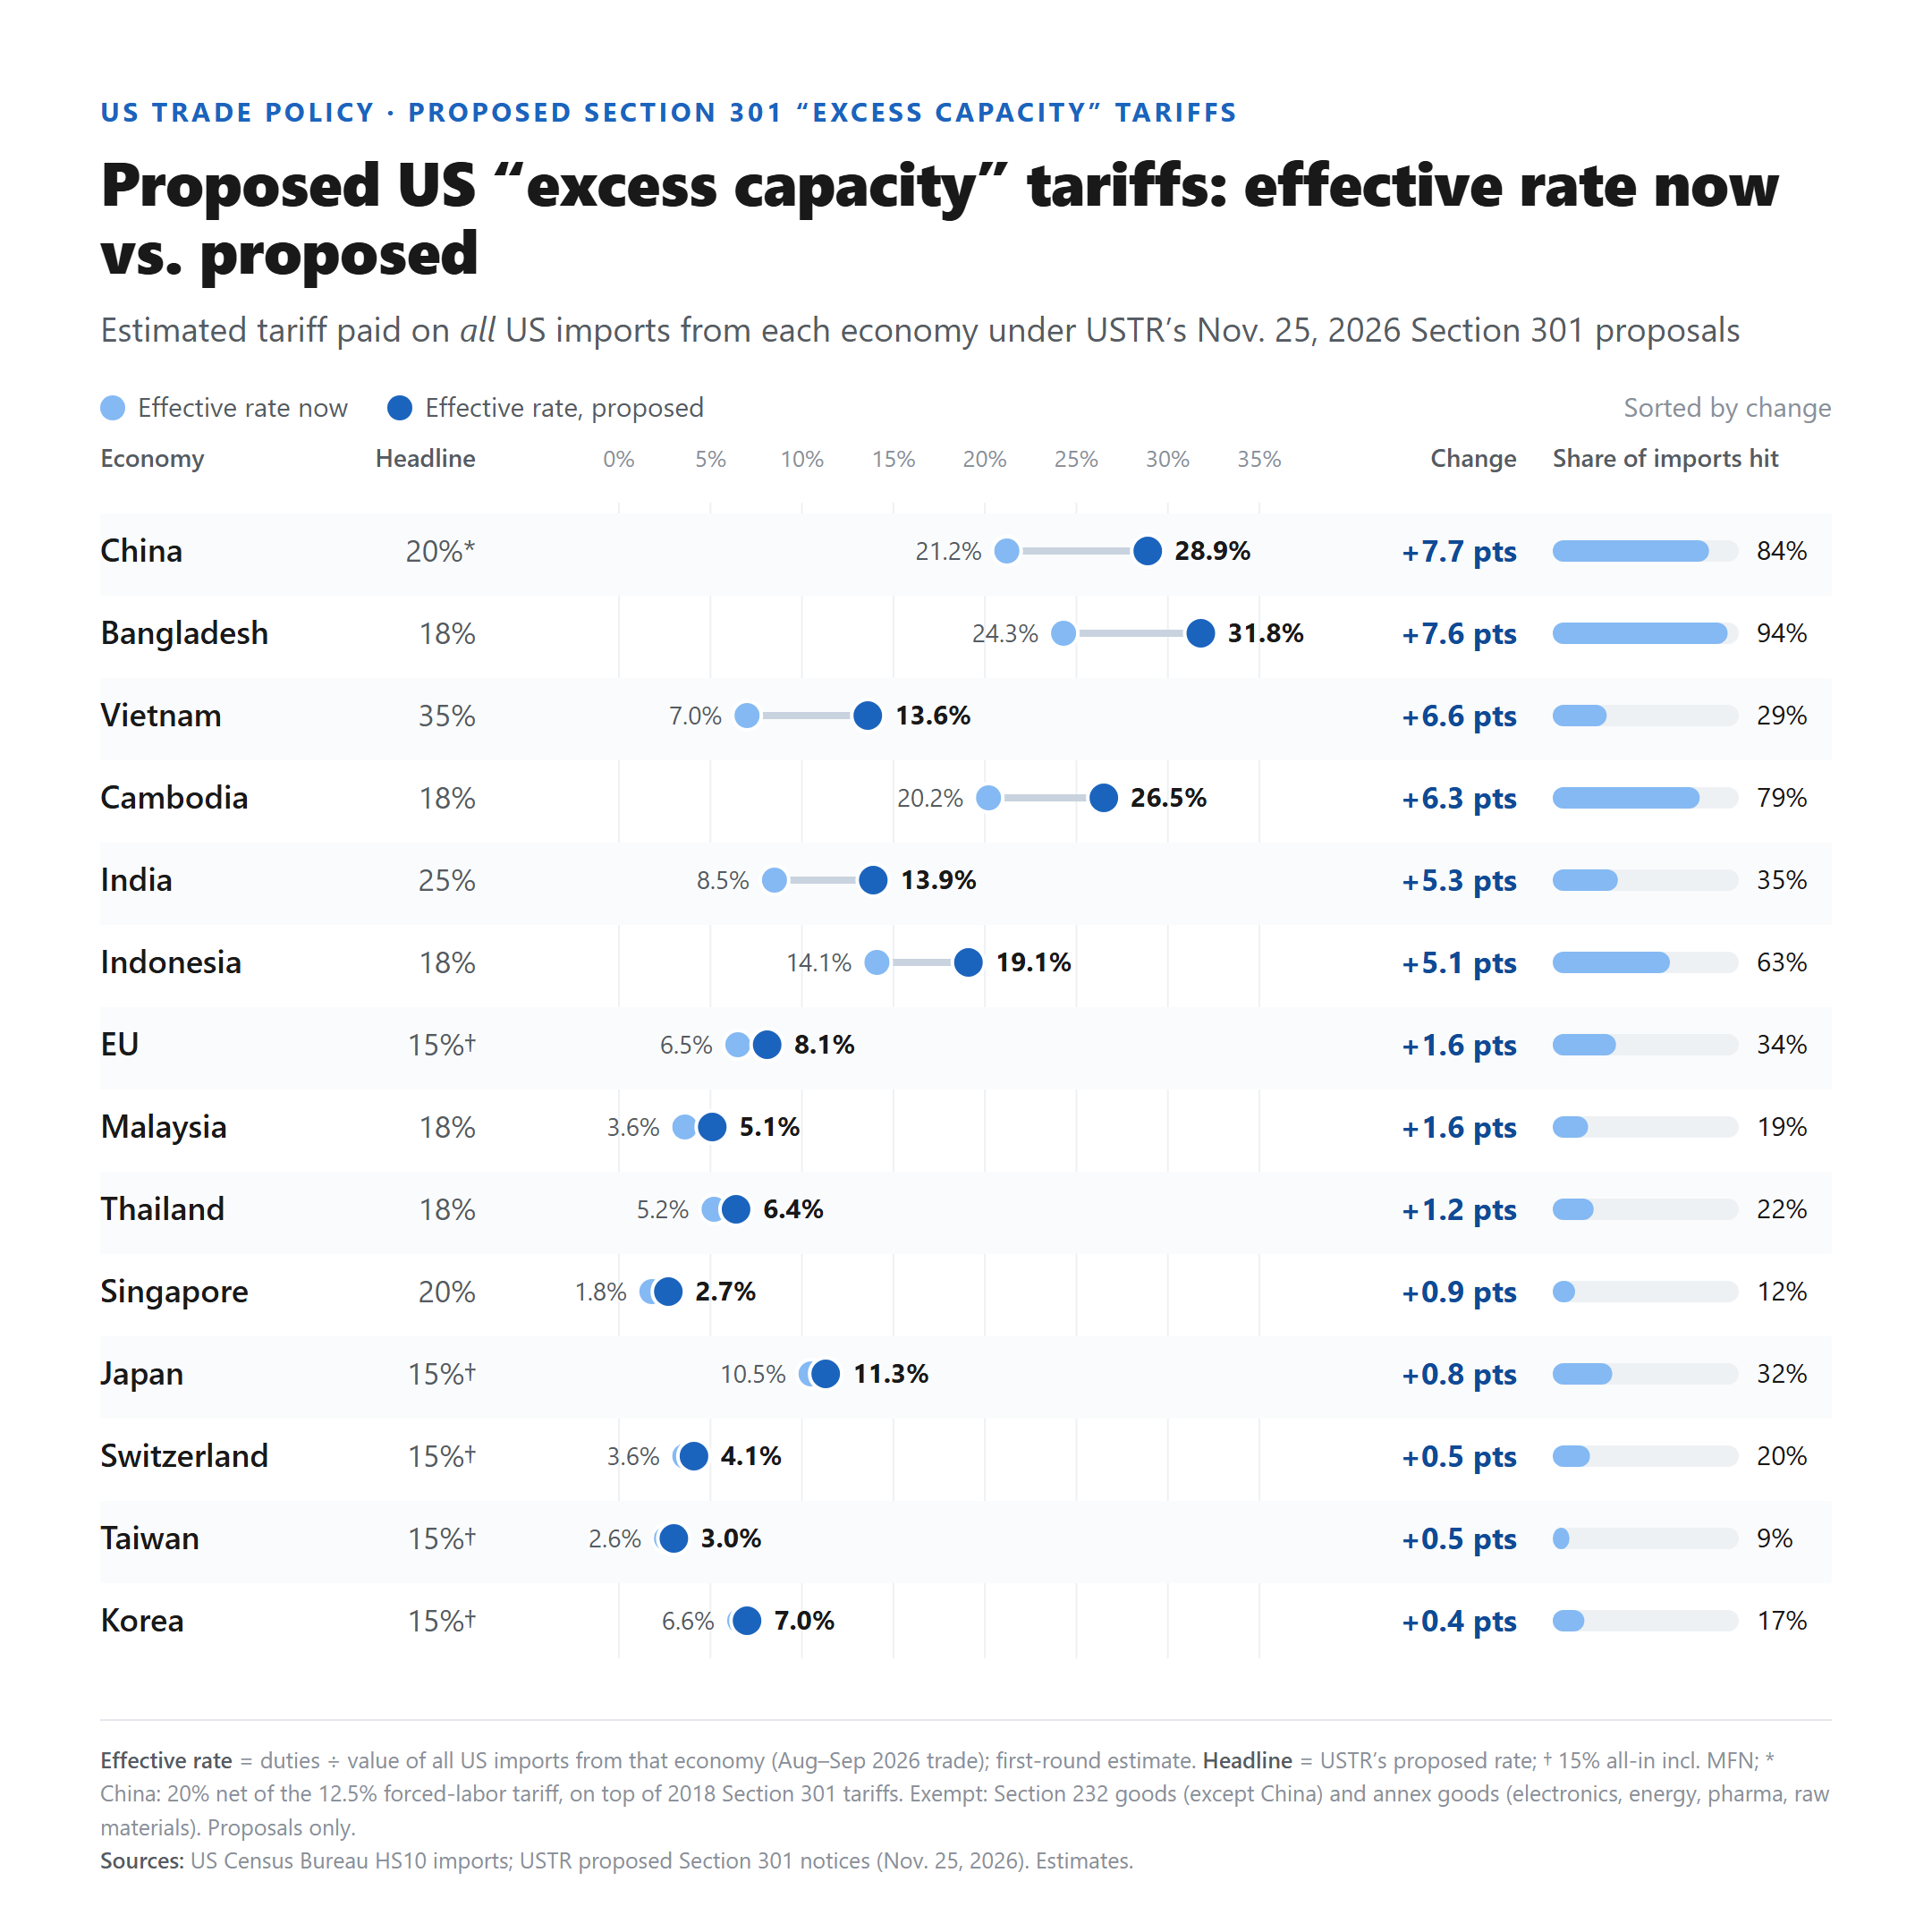 US TRADE POLICY · PROPOSED SECTION 301 “EXCESS CAPACITY” TARIFFS
Proposed US “excess capacity” tariffs: effective rate now
vs. proposed
Estimated tariff paid on all US imports from each economy under USTR’s Nov. 25, 2026 Section 301 proposals
Effective rate now Effective rate, proposed Sorted by change
Economy Headline 0% 5% 10% 15% 20% 25% 30% 35% Change Share of imports hit
China 20%* 21.2% 28.9% +7.7 pts 84%
Bangladesh 18% 24.3% 31.8% +7.6 pts 94%
Vietnam 35% 7.0% 13.6% +6.6 pts 29%
Cambodia 18% 20.2% 26.5% +6.3 pts 79%
India 25% 8.5% 13.9% +5.3 pts 35%
Indonesia 18% 14.1% 19.1% +5.1 pts 63%
EU 15%† 6.5% 8.1% +1.6 pts 34%
Malaysia 18% 3.6% 5.1% +1.6 pts 19%
Thailand 18% 5.2% 6.4% +1.2 pts 22%
Singapore 20% 1.8% 2.7% +0.9 pts 12%
Japan 15%† 10.5% 11.3% +0.8 pts 32%
Switzerland 15%† 3.6% 4.1% +0.5 pts 20%
Taiwan 15%† 2.6% 3.0% +0.5 pts 9%
Korea 15%† 6.6% 7.0% +0.4 pts 17%
Effective rate = duties ÷ value of all US imports from that economy (Aug–Sep 2026 trade); first-round estimate. Headline = USTR’s proposed rate; † 15% all-in incl. MFN; *
China: 20% net of the 12.5% forced-labor tariff, on top of 2018 Section 301 tariffs. Exempt: Section 232 goods (except China) and annex goods (electronics, energy, pharma, raw
materials). Proposals only.
Sources: US Census Bureau HS10 imports; USTR proposed Section 301 notices (Nov. 25, 2026). Estimates.